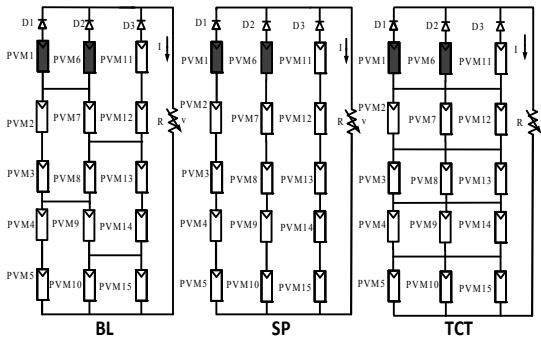 D1 D2 D3
I
PVM1 PVM6 PVM11
PVM2 PVM7 PVM12
R v
PVM3 PVM8 PVM13
PVM4 PVM9 PVM14
PVM5 PVM10 PVM15
BL
D1 D2 D3
I
PVM1 PVM6 PVM11
PVM2 PVM7 PVM12
R v
PVM3 PVM8 PVM13
PVM4 PVM9 PVM14
PVM5 PVM10 PVM15
SP
D1 D2 D3
I
PVM1 PVM6 PVM11
PVM2 PVM7 PVM12
R
PVM3 PVM8 PVM13
PVM4 PVM9 PVM14
PVM5 PVM10 PVM15
TCT